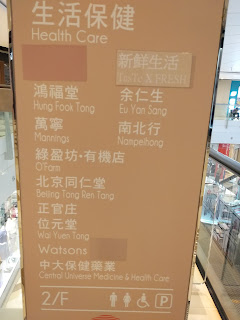 生活保健
Health Care
新鮮生活
TASTE X FRESH
鴻福堂
Hung Fook Tang
余仁生
Eu Yan Sang
萬寧
Mannings
南北行
Nanpeihong
綠盈坊·有機店
O'Farm
北京同仁堂
Beijing Tong Ren Tang
正官庄
位元堂
Wai Yuen Tang
Watsons
中大保健藥業
Central Universe Medicine & Health Care
2/F
P